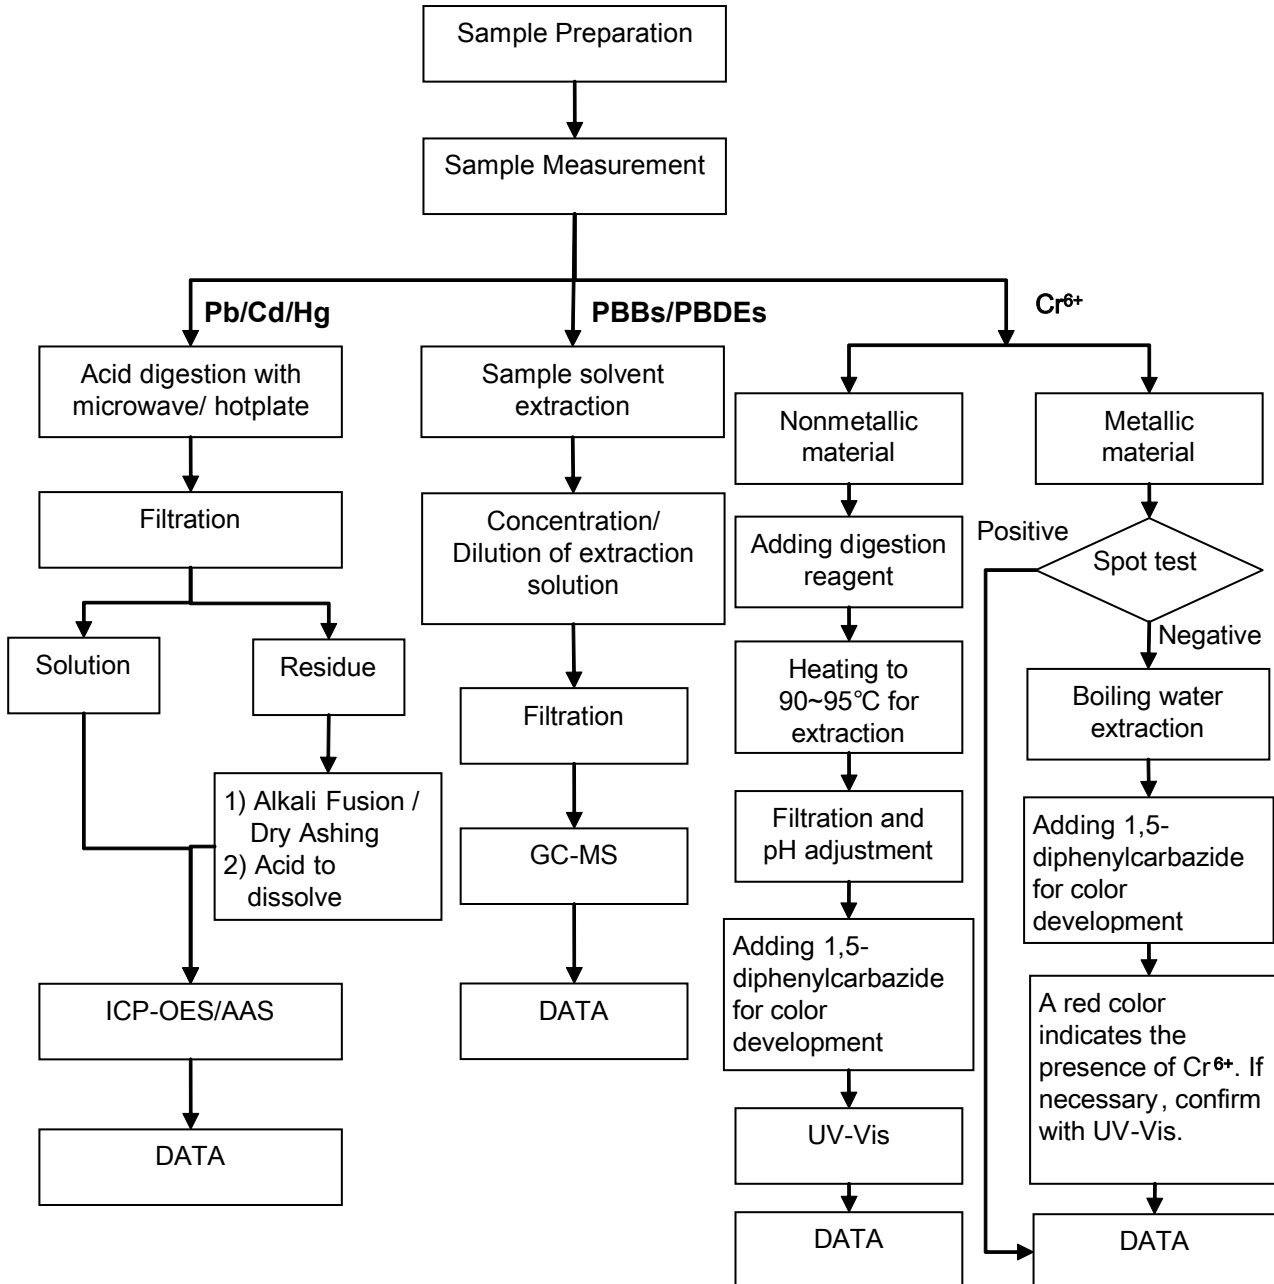 Sample Preparation
Sample Measurement
Pb/Cd/Hg
PBBs/PBDEs
Cr⁶⁺
Acid digestion with
microwave/ hotplate
Filtration
Solution
Residue
1) Alkali Fusion /
Dry Ashing
2) Acid to
dissolve
ICP-OES/AAS
DATA
Sample solvent
extraction
Concentration/
Dilution of extraction
solution
Filtration
GC-MS
DATA
Nonmetallic
material
Adding digestion
reagent
Heating to
90~95℃ for
extraction
Filtration and
pH adjustment
Adding 1,5-
diphenylcarbazide
for color
development
UV-Vis
DATA
Metallic
material
Positive
Spot test
Negative
Boiling water
extraction
Adding 1,5-
diphenylcarbazide
for color
development
A red color
indicates the
presence of Cr⁶⁺. If
necessary, confirm
with UV-Vis.
DATA